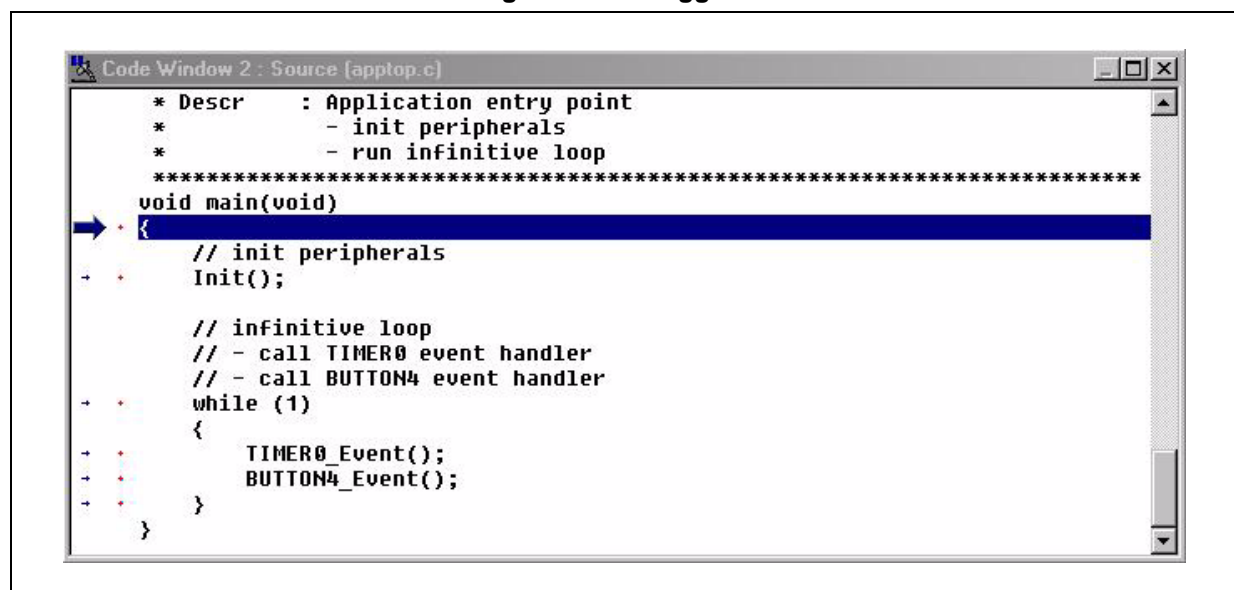 Code Window 2 : Source (apptop.c)
* Descr    : Application entry point
*            - init peripherals
*            - run infinitive loop
***************************************************************************
void main(void)
{
    // init peripherals
    Init();
    // infinitive loop
    // - call TIMER0 event handler
    // - call BUTTON4 event handler
    while (1)
    {
        TIMER0_Event();
        BUTTON4_Event();
    }
}